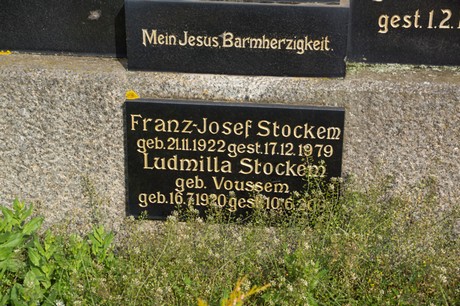 gest. 1.2.1
Mein Jesus, Barmherzigkeit.
Franz-Josef Stockem
geb. 21.11.1922 gest. 17.12.1979
Ludmilla Stockem
geb. Voussem
geb. 16.7.1920 gest. 10.6.